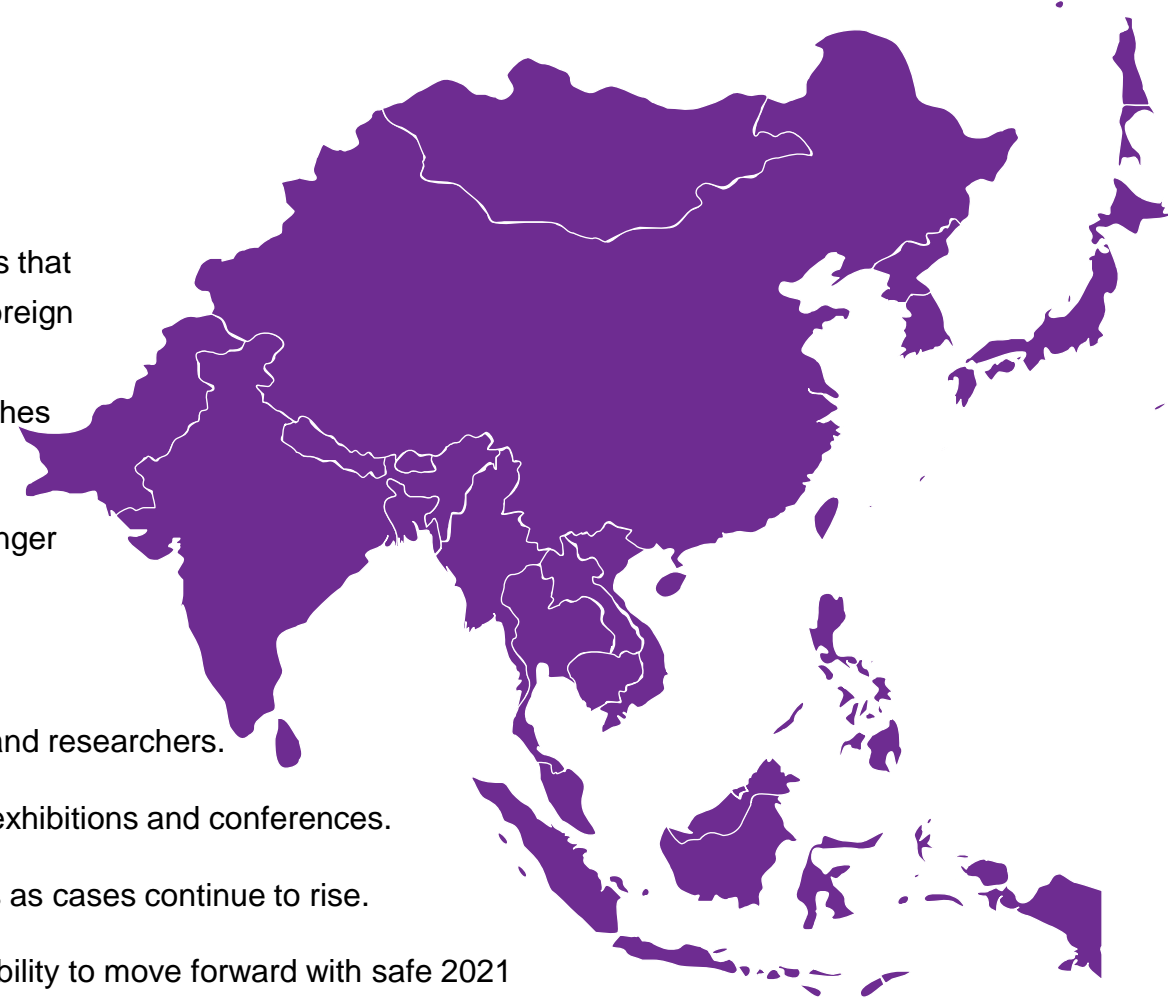 s that
oreign
hes
nger
and researchers.
exhibitions and conferences.
s as cases continue to rise.
bility to move forward with safe 2021